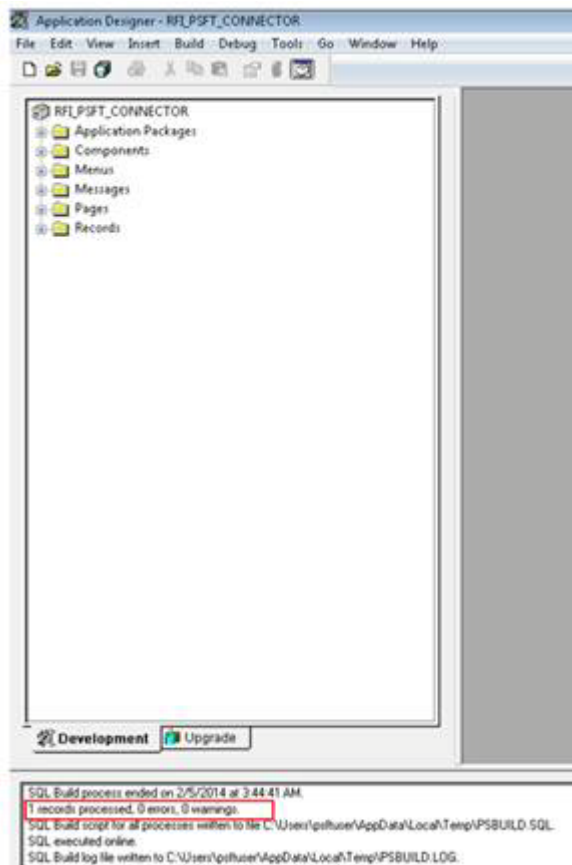 Application Designer - RFI_PSFT_CONNECTOR
File Edit View Insert Build Debug Tools Go Window Help
RFI_PSFT_CONNECTOR
Application Packages
Components
Menus
Messages
Pages
Records
Development Upgrade
SQL Build process ended on 2/5/2014 at 3:44:41 AM.
1 records processed, 0 errors, 0 warnings.
SQL Build script for all processes written to file C:\Users\psftuser\AppData\Local\Temp\PSBUILD.SQL.
SQL executed online.
SQL Build log file written to C:\Users\psftuser\AppData\Local\Temp\PSBUILD.LOG.